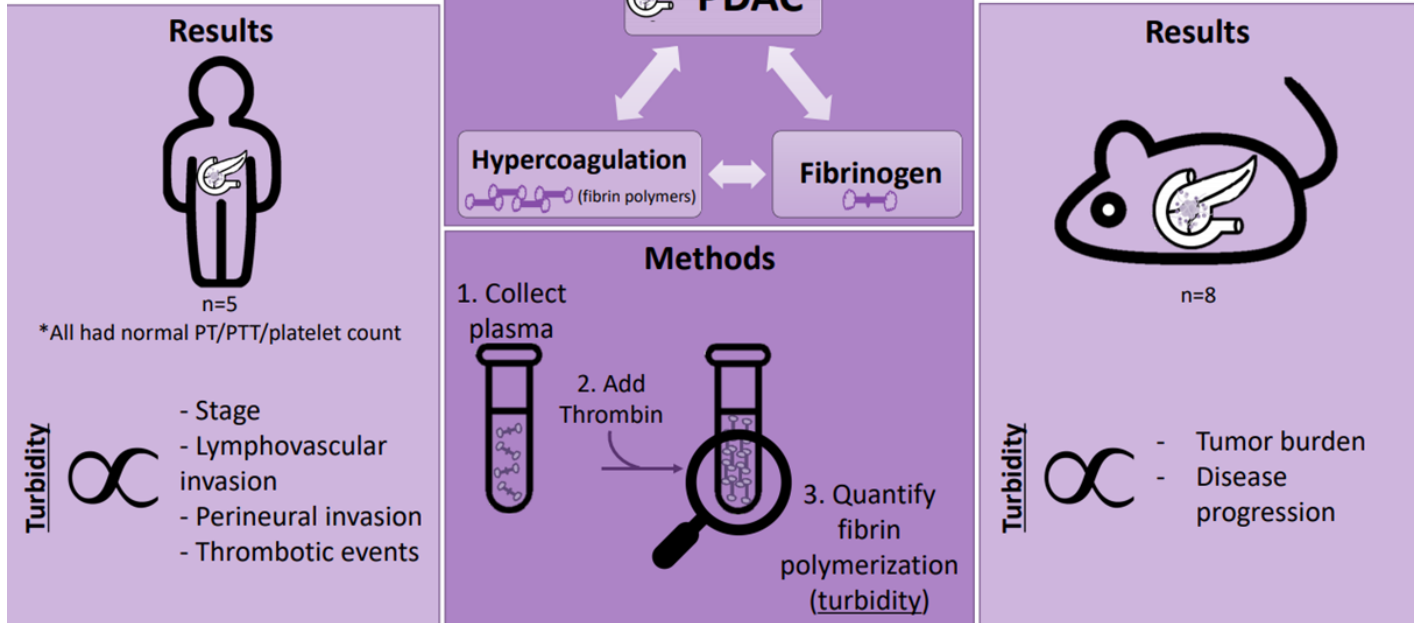 Results
n=5
*All had normal PT/PTT/platelet count
Turbidity
∝
- Stage
- Lymphovascular
invasion
- Perineural invasion
- Thrombotic events
PDAC
Hypercoagulation
(fibrin polymers)
Fibrinogen
Methods
1. Collect
plasma
2. Add
Thrombin
3. Quantify
fibrin
polymerization
(turbidity)
Results
n=8
Turbidity
∝
- Tumor burden
- Disease
progression